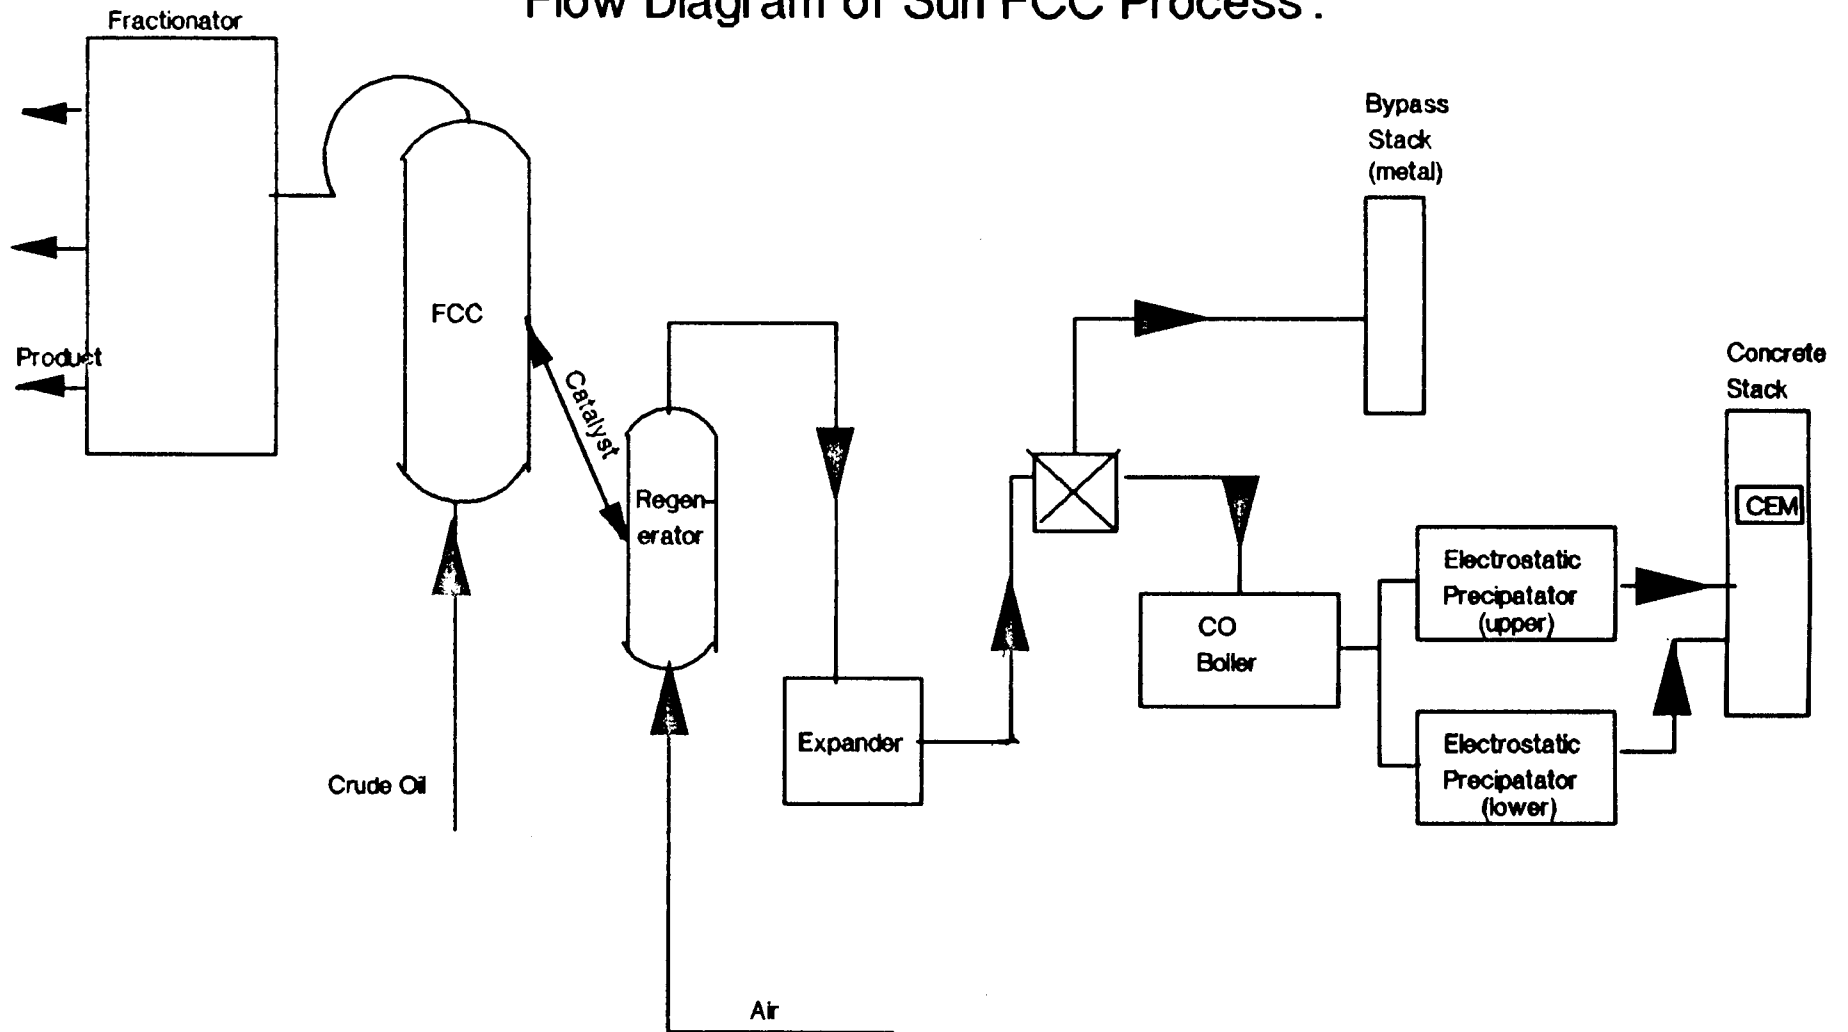 Flow Diagram of Sun FCC Process.
Fractionator
Bypass
Stack
(metal)
FCC
Product
Catalyst
Concrete
Stack
Regen-
erator
CEM
Electrostatic
Precipatator
(upper)
CO
Boiler
Expander
Electrostatic
Precipatator
(lower)
Crude Oil
Air